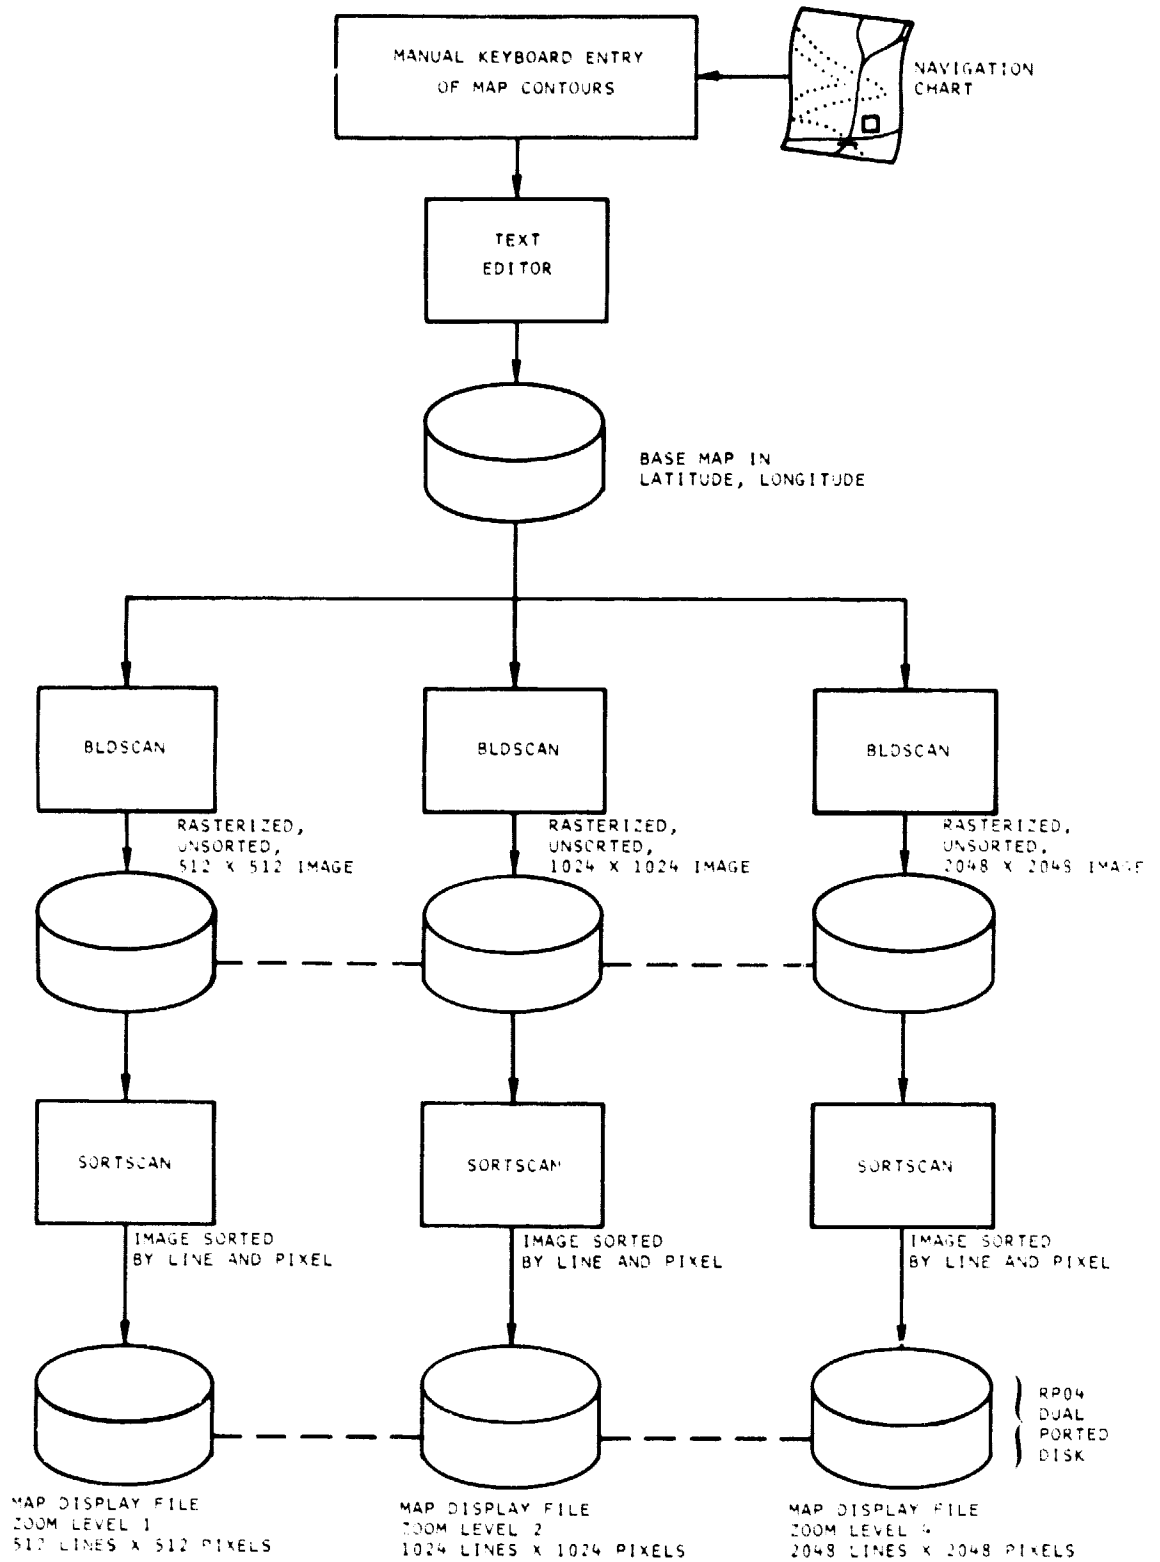 MANUAL KEYBOARD ENTRY
OF MAP CONTOURS
NAVIGATION
CHART
TEXT
EDITOR
BASE MAP IN
LATITUDE, LONGITUDE
BLDSCAN
BLDSCAN
BLDSCAN
RASTERIZED,
UNSORTED,
512 X 512 IMAGE
RASTERIZED,
UNSORTED,
1024 X 1024 IMAGE
RASTERIZED,
UNSORTED,
2048 X 2048 IMAGE
SORTSCAN
SORTSCAN
SORTSCAN
IMAGE SORTED
BY LINE AND PIXEL
IMAGE SORTED
BY LINE AND PIXEL
IMAGE SORTED
BY LINE AND PIXEL
RP04
DUAL
PORTED
DISK
MAP DISPLAY FILE
ZOOM LEVEL 1
512 LINES X 512 PIXELS
MAP DISPLAY FILE
ZOOM LEVEL 2
1024 LINES X 1024 PIXELS
MAP DISPLAY FILE
ZOOM LEVEL 4
2048 LINES X 2048 PIXELS